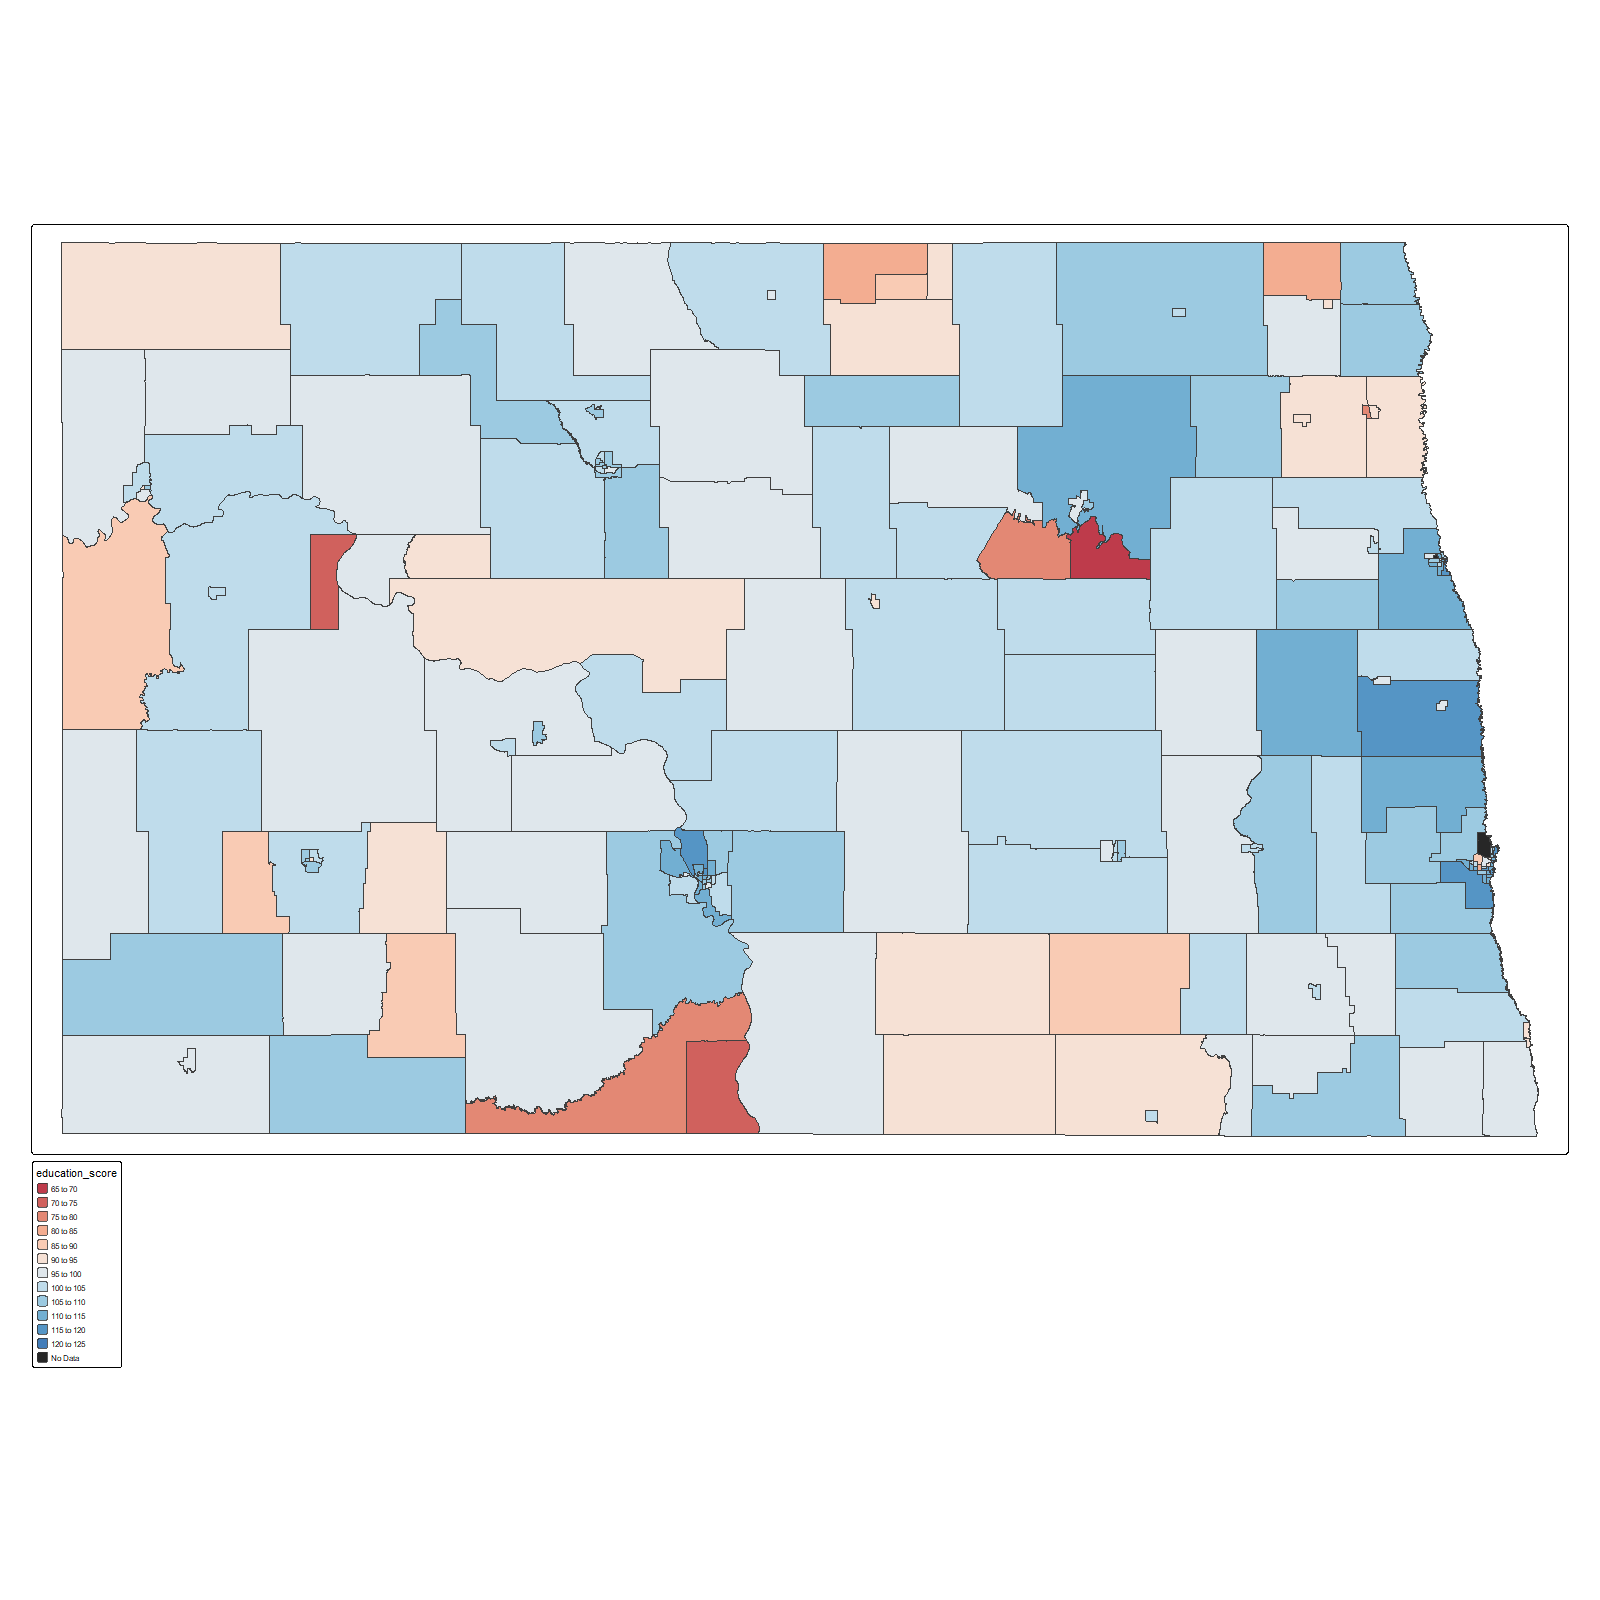 education_score
65 to 70
70 to 75
75 to 80
80 to 85
85 to 90
90 to 95
95 to 100
100 to 105
105 to 110
110 to 115
115 to 120
120 to 125
No Data